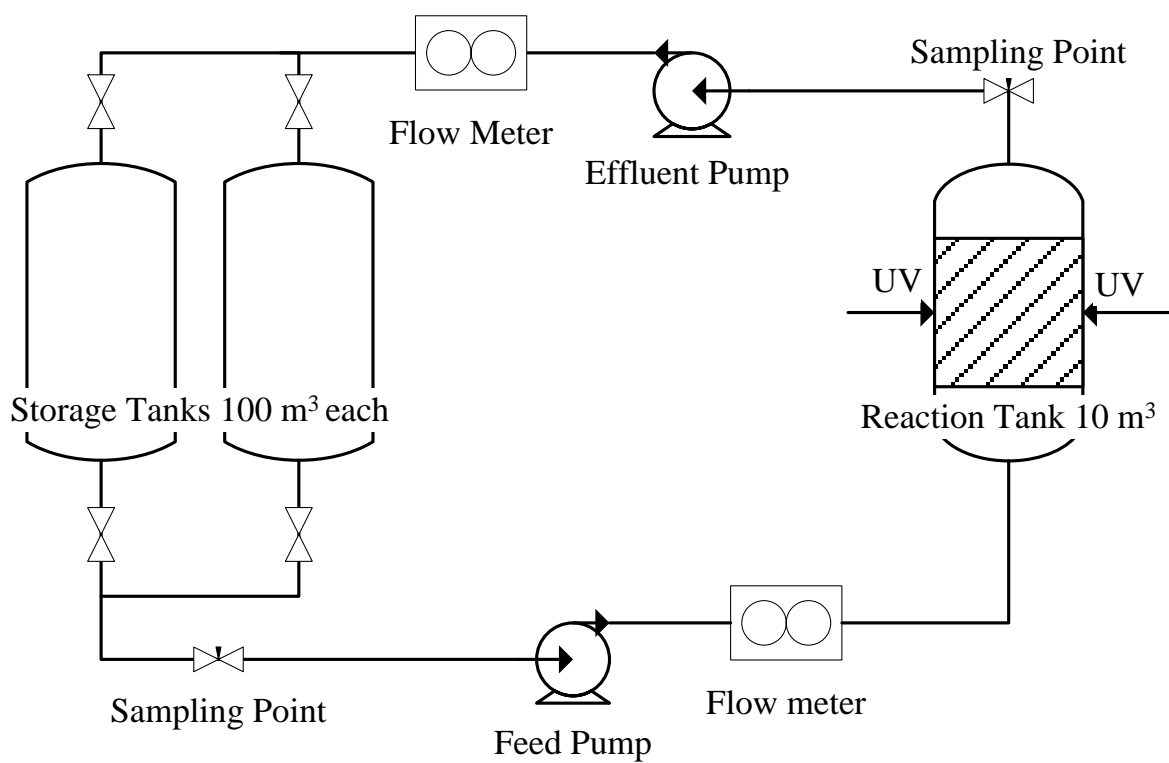 Sampling Point
Flow Meter
Effluent Pump
UV
UV
Storage Tanks 100 m³ each
Reaction Tank 10 m³
Sampling Point
Flow meter
Feed Pump